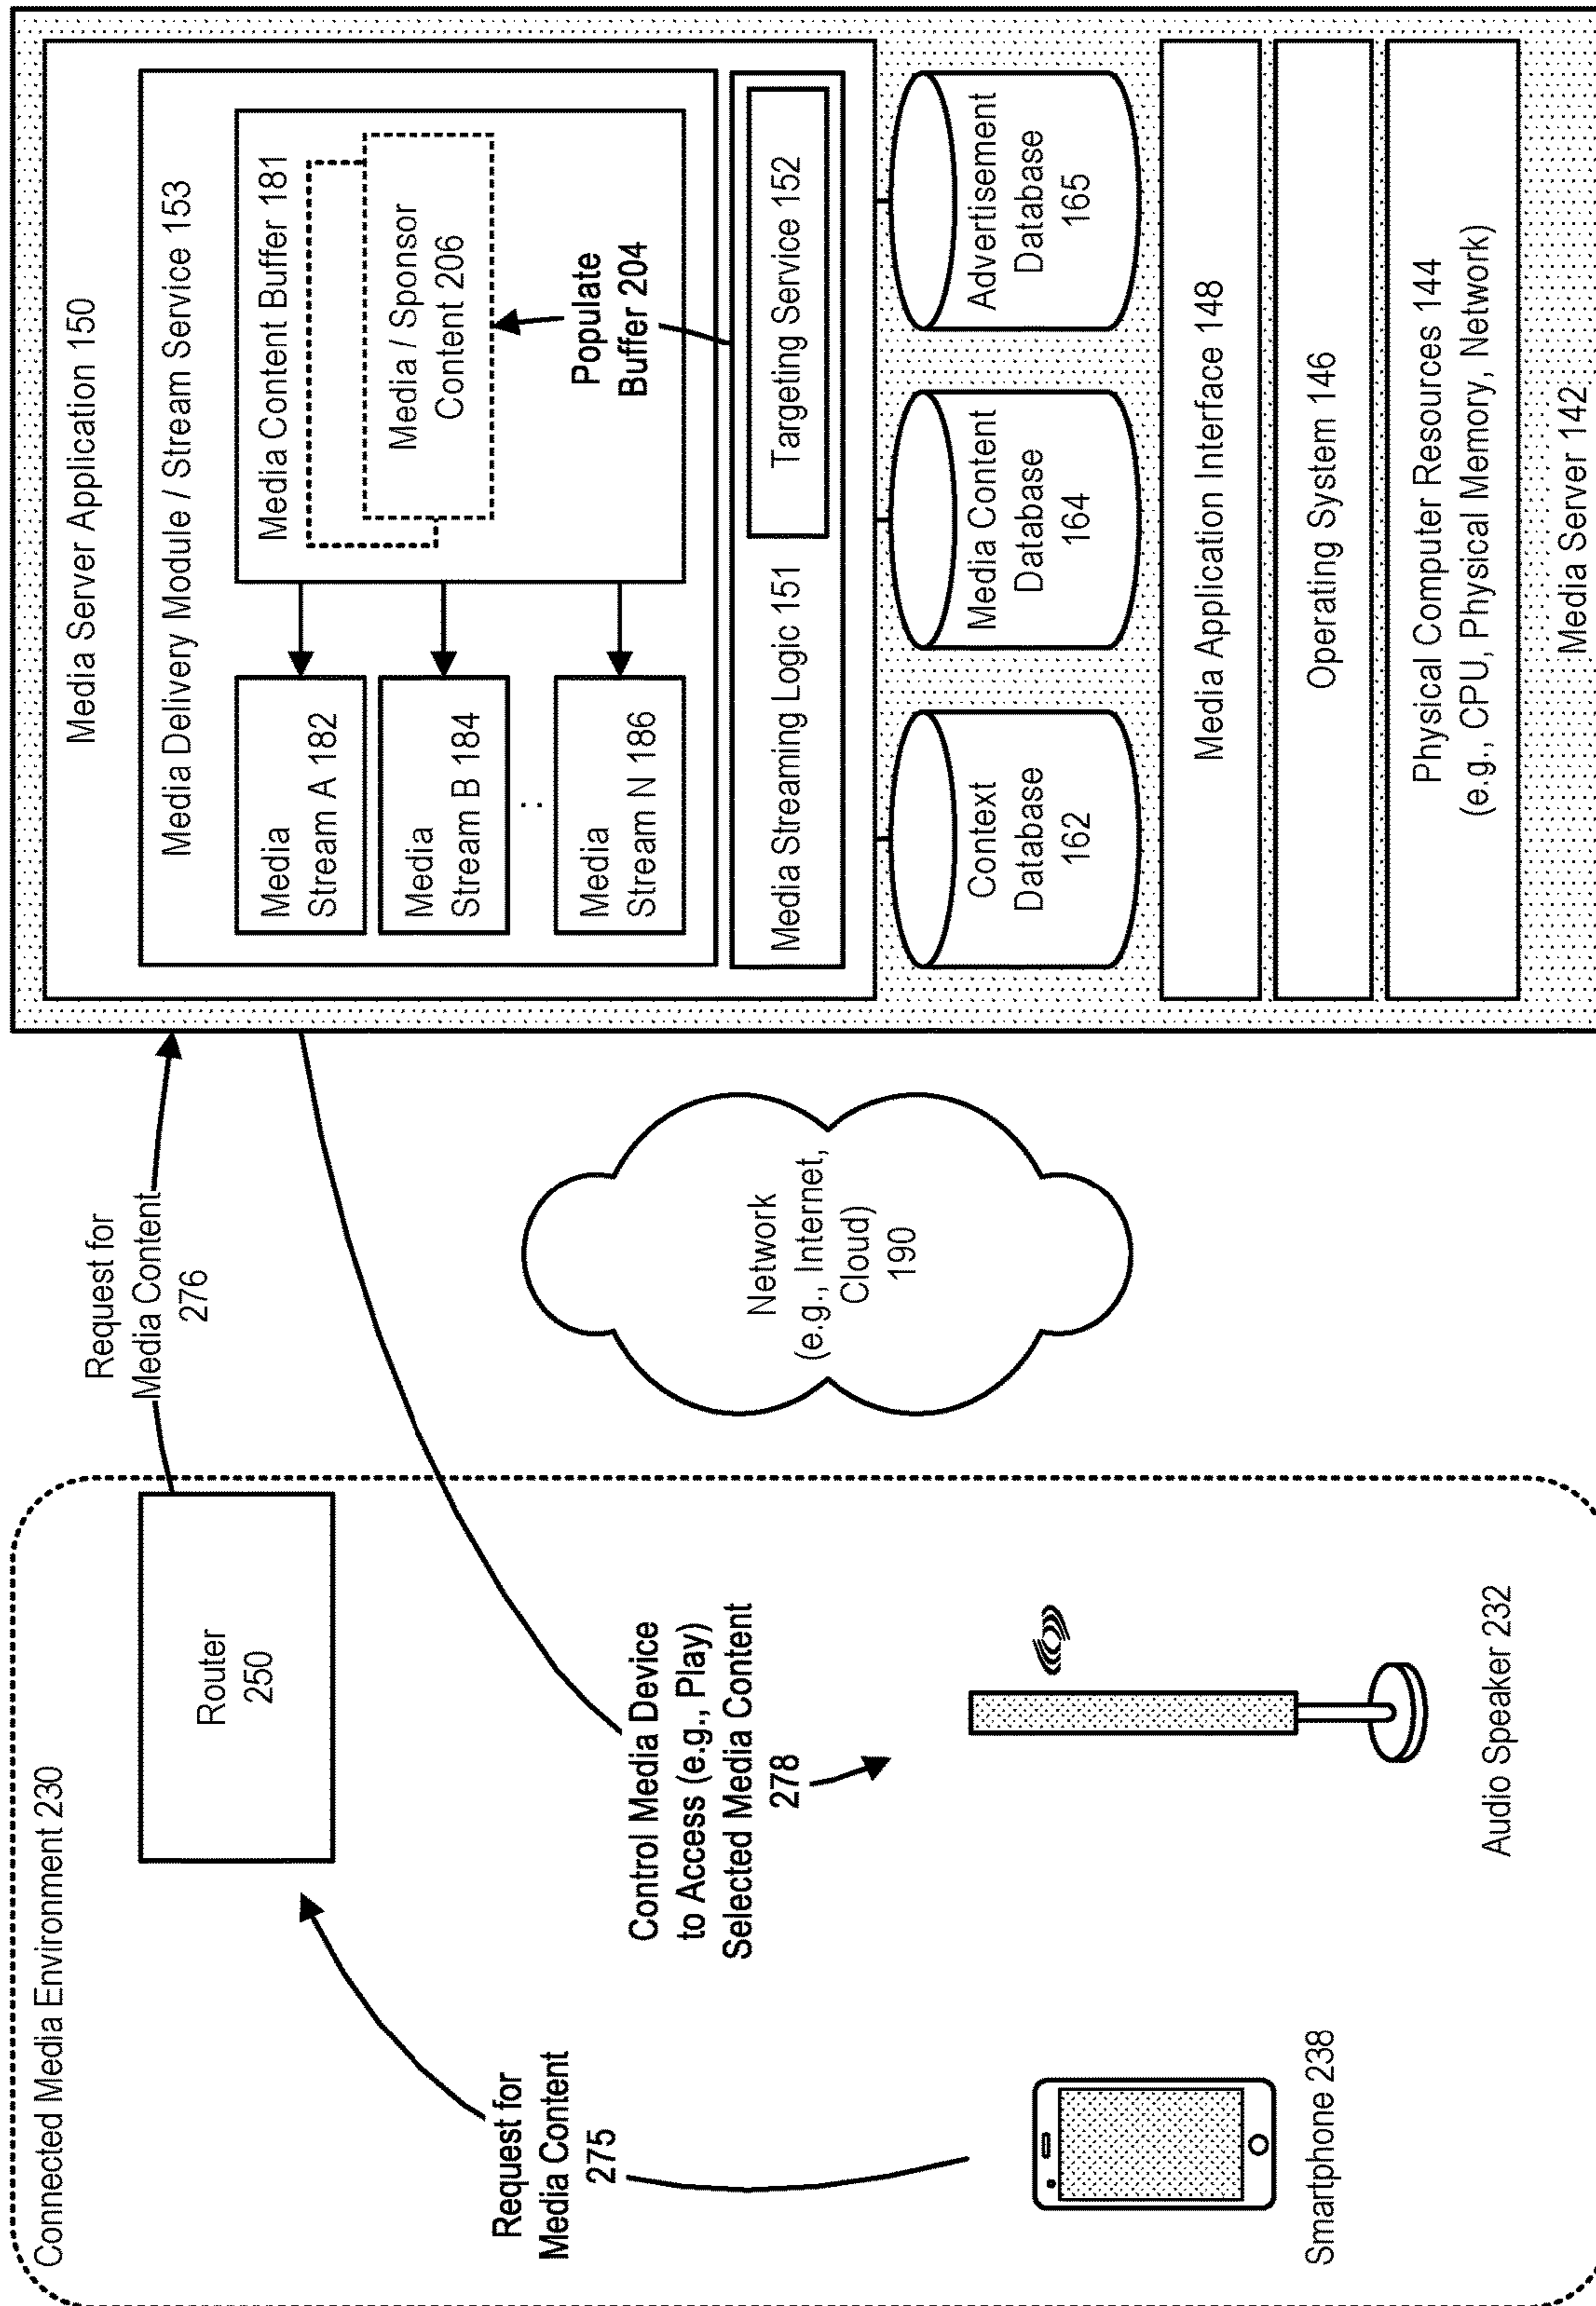 Connected Media Environment 230
Router
250
Request for
Media Content
275
Request for
Media Content
276
Control Media Device
to Access (e.g., Play)
Selected Media Content
278
Smartphone 238
Audio Speaker 232
Network
(e.g., Internet,
Cloud)
190
Media Server Application 150
Media Delivery Module / Stream Service 153
Media
Stream A 182
Media
Stream B 184
:
Media
Stream N 186
Media Content Buffer 181
Media / Sponsor
Content 206
Populate
Buffer 204
Media Streaming Logic 151
Targeting Service 152
Context
Database
162
Media Content
Database
164
Advertisement
Database
165
Media Application Interface 148
Operating System 146
Physical Computer Resources 144
(e.g., CPU, Physical Memory, Network)
Media Server 142